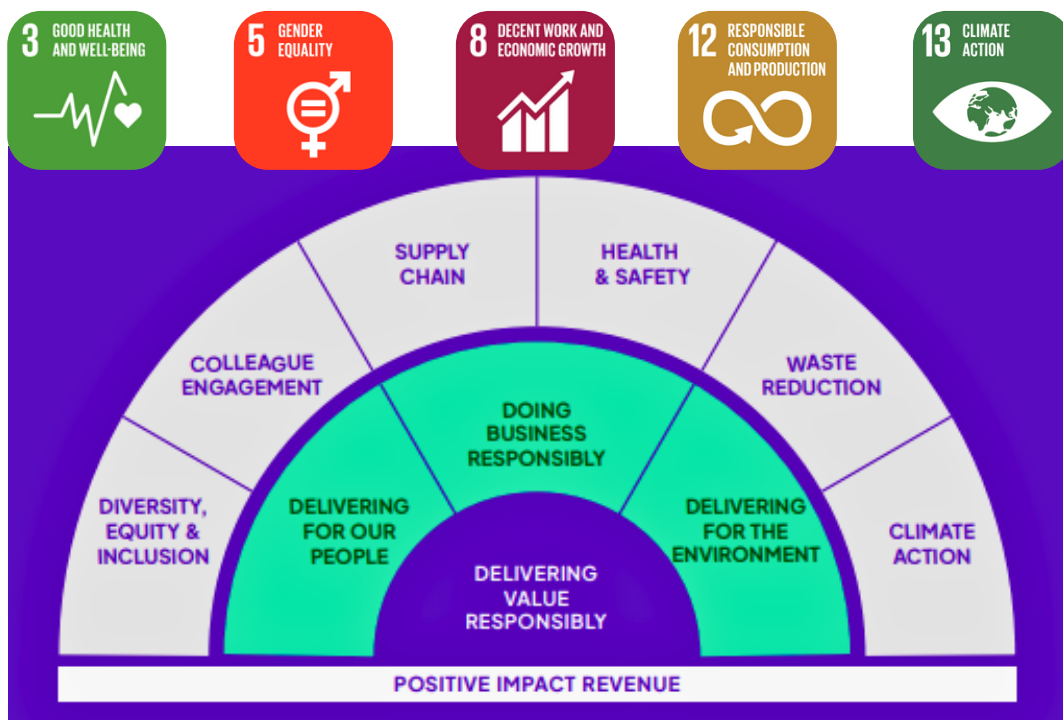 3 GOOD HEALTH
AND WELL-BEING
5 GENDER
EQUALITY
8 DECENT WORK AND
ECONOMIC GROWTH
12 RESPONSIBLE
CONSUMPTION
AND PRODUCTION
13 CLIMATE
ACTION
SUPPLY
CHAIN
HEALTH
& SAFETY
COLLEAGUE
ENGAGEMENT
WASTE
REDUCTION
DIVERSITY,
EQUITY &
INCLUSION
CLIMATE
ACTION
DOING
BUSINESS
RESPONSIBLY
DELIVERING
FOR OUR
PEOPLE
DELIVERING
FOR THE
ENVIRONMENT
DELIVERING
VALUE
RESPONSIBLY
POSITIVE IMPACT REVENUE